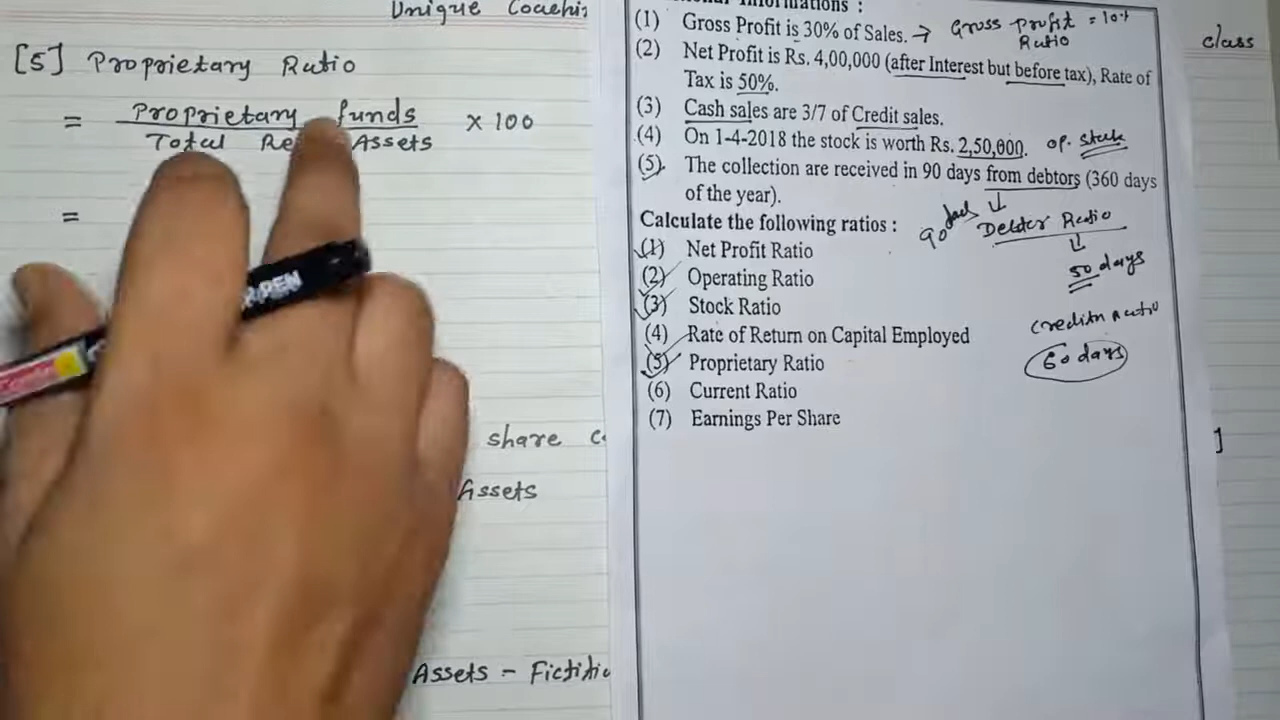 Unique Coachi
[5] Proprietary Ratio
= Proprietary funds × 100
Total Re Assets
=
share c
Assets
Assets - Fictitio
class
]
Informations :
(1) Gross Profit is 30% of Sales. → Gross profit Ratio =
(2) Net Profit is Rs. 4,00,000 (after Interest but before tax), Rate of
Tax is 50%.
(3) Cash sales are 3/7 of Credit sales.
(4) On 1-4-2018 the stock is worth Rs. 2,50,000. op. stock
(5) The collection are received in 90 days from debtors (360 days
of the year).
90 days Debtor Ratio
50 days
Calculate the following ratios :
(1) Net Profit Ratio
(2) Operating Ratio
(3) Stock Ratio
(4) Rate of Return on Capital Employed
(5) Proprietary Ratio
(6) Current Ratio
(7) Earnings Per Share
ratio
60 days